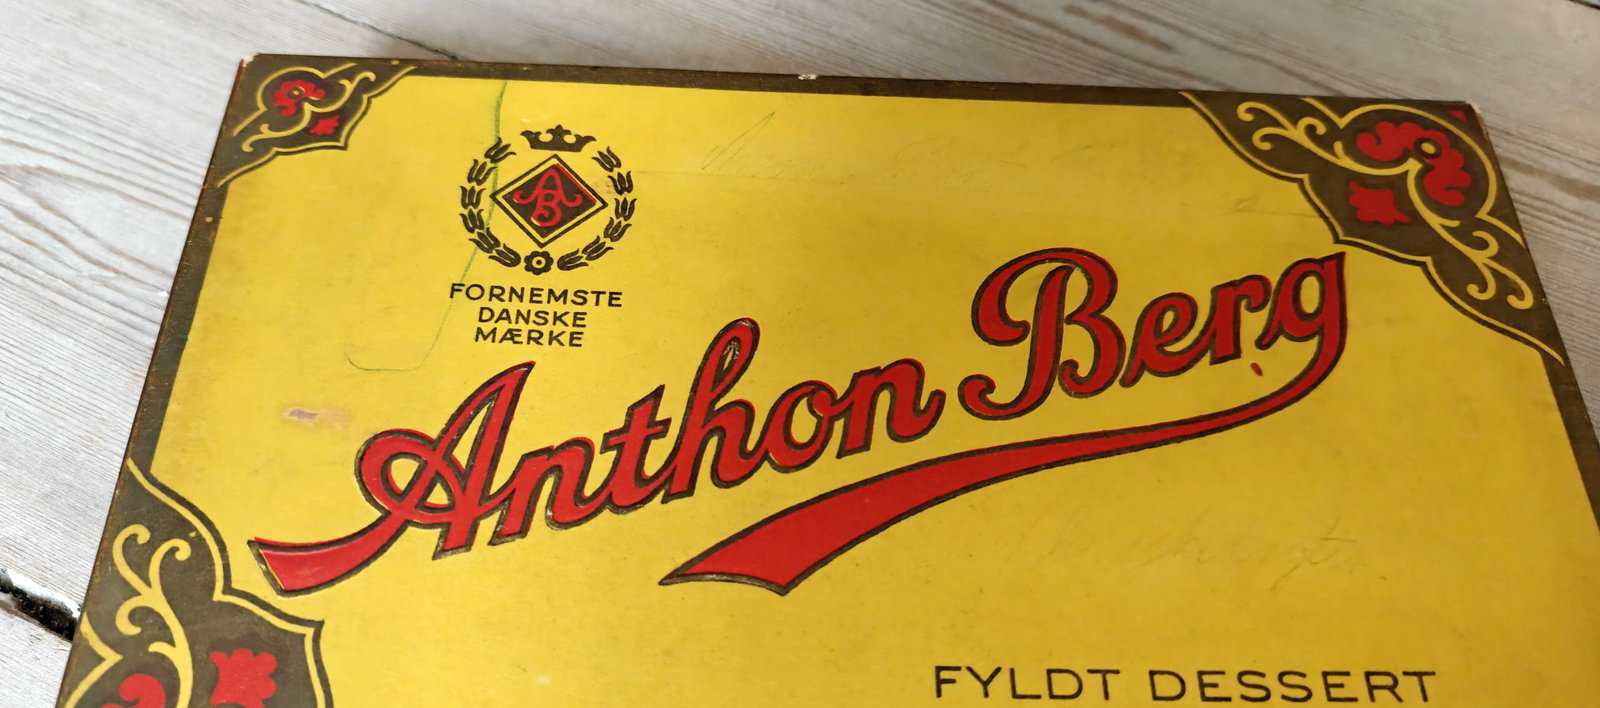 AB
FORNEMSTE
DANSKE
MÆRKE
Anthon Berg
FYLDT DESSERT